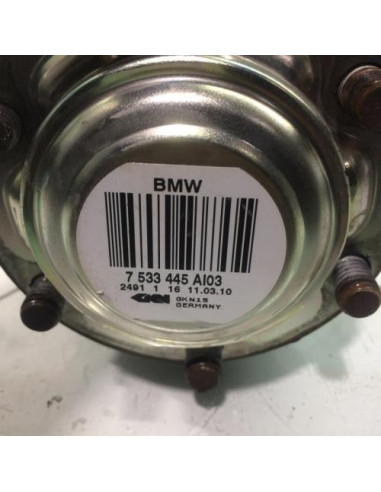 BMW
7 533 445 AI03
2491 1 16 11.03.10
GKN
GKN15
GERMANY